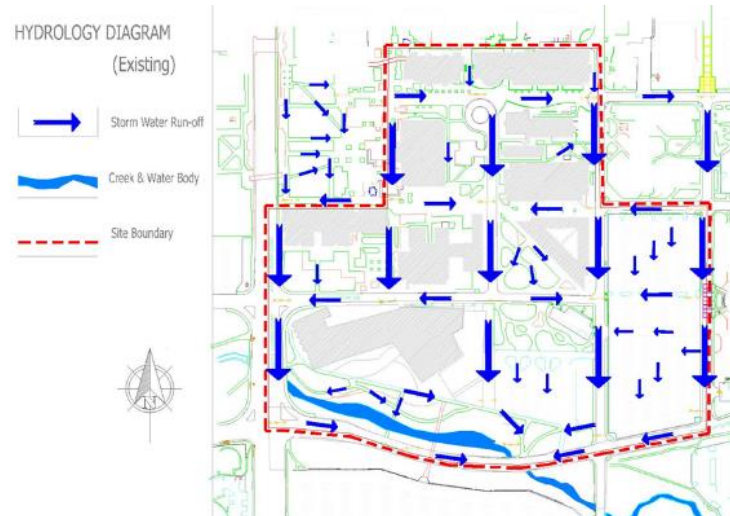 HYDROLOGY DIAGRAM
(Existing)
Storm Water Run-off
Creek & Water Body
Site Boundary
N